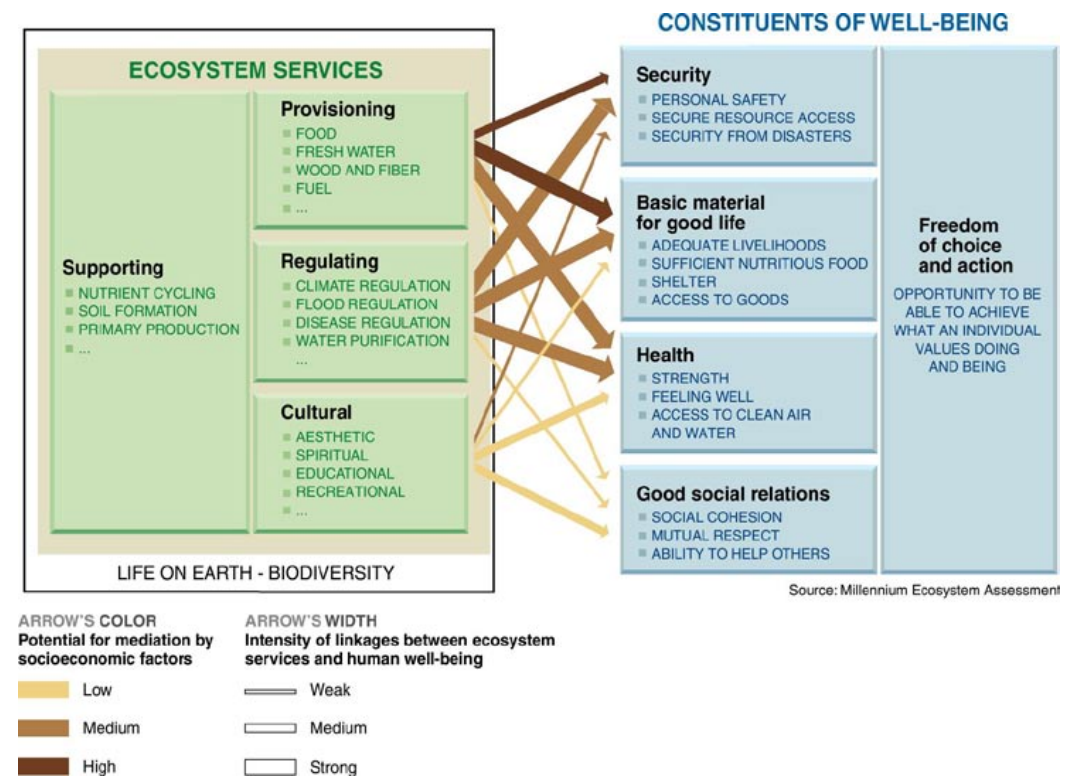 CONSTITUENTS OF WELL-BEING
ECOSYSTEM SERVICES
Supporting
NUTRIENT CYCLING
SOIL FORMATION
PRIMARY PRODUCTION
...
Provisioning
FOOD
FRESH WATER
WOOD AND FIBER
FUEL
...
Regulating
CLIMATE REGULATION
FLOOD REGULATION
DISEASE REGULATION
WATER PURIFICATION
...
Cultural
AESTHETIC
SPIRITUAL
EDUCATIONAL
RECREATIONAL
...
LIFE ON EARTH - BIODIVERSITY
Security
PERSONAL SAFETY
SECURE RESOURCE ACCESS
SECURITY FROM DISASTERS
Basic material
for good life
ADEQUATE LIVELIHOODS
SUFFICIENT NUTRITIOUS FOOD
SHELTER
ACCESS TO GOODS
Health
STRENGTH
FEELING WELL
ACCESS TO CLEAN AIR
AND WATER
Good social relations
SOCIAL COHESION
MUTUAL RESPECT
ABILITY TO HELP OTHERS
Freedom
of choice
and action
OPPORTUNITY TO BE
ABLE TO ACHIEVE
WHAT AN INDIVIDUAL
VALUES DOING
AND BEING
Source: Millennium Ecosystem Assessment
ARROW'S COLOR
Potential for mediation by
socioeconomic factors
Low
Medium
High
ARROW'S WIDTH
Intensity of linkages between ecosystem
services and human well-being
Weak
Medium
Strong